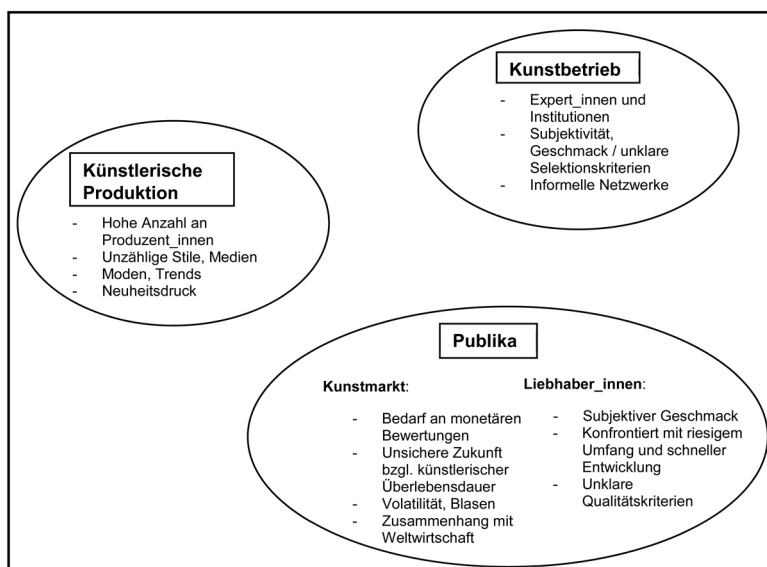 Kunstbetrieb
- Expert_innen und
Institutionen
- Subjektivität,
Geschmack / unklare
Selektionskriterien
- Informelle Netzwerke
Künstlerische
Produktion
- Hohe Anzahl an
Produzent_innen
- Unzählige Stile, Medien
- Moden, Trends
- Neuheitsdruck
Publika
Kunstmarkt:
- Bedarf an monetären
Bewertungen
- Unsichere Zukunft
bzgl. künstlerischer
Überlebensdauer
- Volatilität, Blasen
- Zusammenhang mit
Weltwirtschaft
Liebhaber_innen:
- Subjektiver Geschmack
- Konfrontiert mit riesigem
Umfang und schneller
Entwicklung
- Unklare
Qualitätskriterien